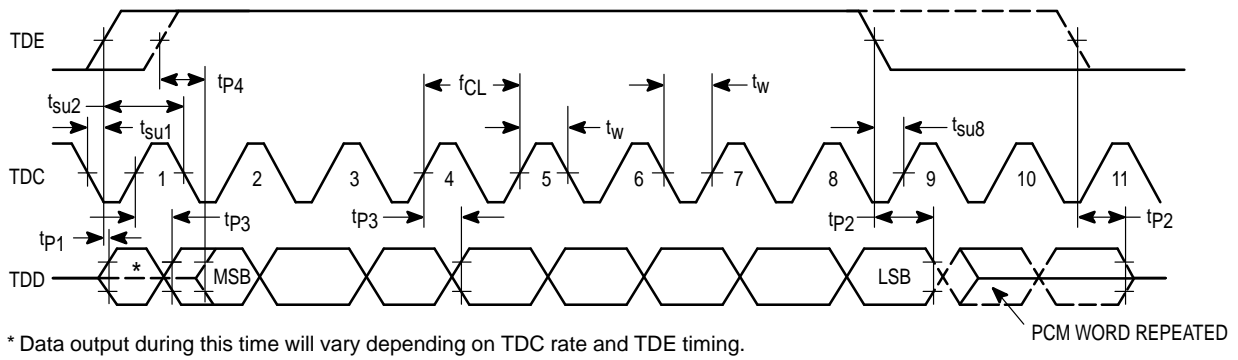 TDE
tP4
fCL
tw
tsu2
tsu1
tw
tsu8
TDC
1 2 3 4 5 6 7 8 9 10 11
tP1
tP3
tP3
tP2
tP2
TDD
* MSB LSB
PCM WORD REPEATED
* Data output during this time will vary depending on TDC rate and TDE timing.